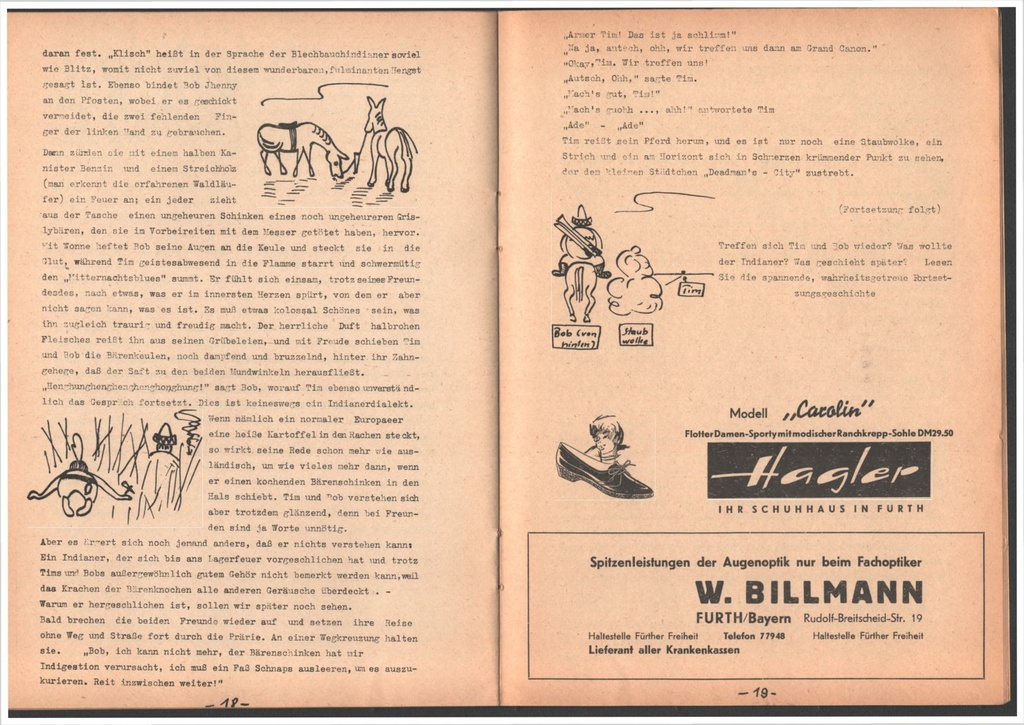 daran fest. „Klisch" heißt in der Sprache der Blechbauchindianer soviel
wie Blitz, womit nicht zuviel von diesem wunderbaren, fulminanten Hengst
gesagt ist. Ebenso bindet Bob Jhonny
an den Pfosten, wobei er es geschickt
vermeidet, die zwei fehlenden Fin-
ger der linken Hand zu gebrauchen.
Dann zünden sie mit einem halben Ka-
nister Benzin und einem Streichholz
(man erkennt die erfahrenen Waldläu-
fer) ein Feuer an; ein jeder zieht
aus der Tasche einen ungeheuren Schinken eines noch ungeheureren Gris-
lybären, den sie im Vorbeireiten mit dem Messer getötet haben, hervor.
Mit Wonne heftet Bob seine Augen an die Keule und steckt sie in die
Glut, während Tim geistesabwesend in die Flamme starrt und schwermütig
den „Mitternachtsblues" summt. Er fühlt sich einsam, trotz seines Freun-
desdes, nach etwas, was er im innersten Herzen spürt, von dem er aber
nicht sagen kann, was es ist. Es muß etwas kolossal Schönes sein, was
ihn zugleich traurig und freudig macht. Der herrliche Duft halbrohen
Fleisches reißt ihn aus seinen Grübeleien, und mit Freude schieben Tim
und Bob die Bärenkeulen, noch dampfend und bruzzelnd, hinter ihr Zahn-
gehege, daß der Saft zu den beiden Mundwinkeln herausfließt.
sagt Bob, worauf Tim ebenso unverständ-
lich das Gespräch fortsetzt. Dies ist keineswegs ein Indianerdialekt.
Wenn nämlich ein normaler Europaeer
eine heiße Kartoffel in den Rachen steckt,
so wirkt seine Rede schon mehr wie aus-
ländisch, um wie vieles mehr dann, wenn
er einen kochenden Bärenschinken in den
Hals schiebt. Tim und Bob verstehen sich
aber trotzdem glänzend, denn bei Freun-
den sind ja Worte unnötig.
Aber es ärgert sich noch jemand anders, daß er nichts verstehen kann:
Ein Indianer, der sich bis ans Lagerfeuer vorgeschlichen hat und trotz
Tims und Bobs außergewöhnlich gutem Gehör nicht bemerkt werden kann, weil
das Krachen der Bärenknochen alle anderen Geräusche überdeckt. -
Warum er hergeschlichen ist, sollen wir später noch sehen.
Bald brechen die beiden Freunde wieder auf und setzen ihre Reise
ohne Weg und Straße fort durch die Prärie. An einer Wegkreuzung halten
sie. „Bob, ich kann nicht mehr, der Bärenschinken hat mir
Indigestion verursacht, ich muß ein Faß Schnaps ausleeren, um es auszu-
kurieren. Reit inzwischen weiter!"
- 18 -
„Armer Tim! Das ist ja schlimm!"
„Na ja, autsch, ohh, wir treffen uns dann am Grand Canon."
„Okay, Tim. Wir treffen uns!
„Autsch, Ohh," sagte Tim.
„Mach's gut, Tim!"
„Mach's guohh ..., ahh!" antwortete Tim
„Ade" - „Ade"
Tim reißt sein Pferd herum, und es ist nur noch eine Staubwolke, ein
Strich und ein am Horizont sich in Schmerzen krümmender Punkt zu sehen,
der dem kleinen Städtchen „Deadman's - City" zustrebt.
(Fortsetzung folgt)
Treffen sich Tim und Bob wieder? Was wollte
der Indianer? Was geschieht später? Lesen
Sie die spannende, wahrheitsgetreue Fortset-
zungsgeschichte
Tim
Bob (von
hinten)
Staub
wolke
Modell „Carolin"
Flotter Damen-Sporty mit modischer Ranchkrepp-Sohle DM 29.50
Hagler
IHR SCHUHHAUS IN FÜRTH
Spitzenleistungen der Augenoptik nur beim Fachoptiker
W. BILLMANN
FÜRTH/Bayern Rudolf-Breitscheid-Str. 19
Haltestelle Fürther Freiheit Telefon 77948 Haltestelle Fürther Freiheit
Lieferant aller Krankenkassen
- 19 -